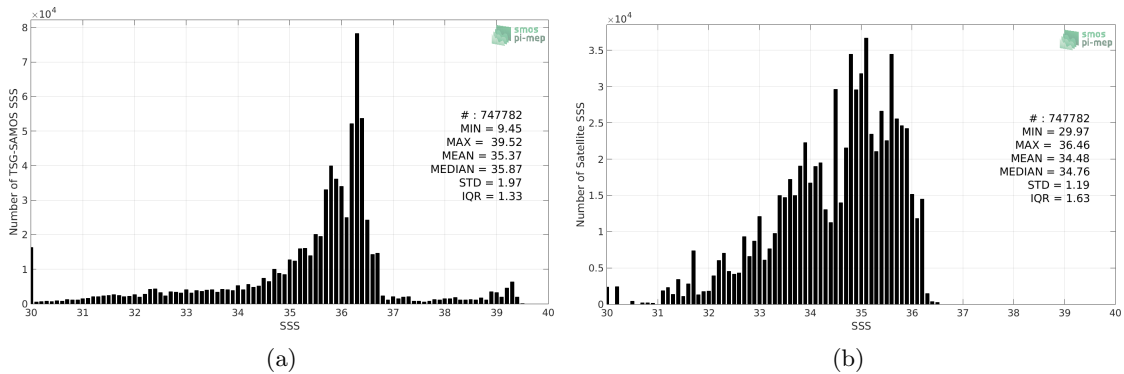 ×10⁴
8
7
6
5
4
3
2
1
0
Number of TSG-SAMOS SSS
smos
pi-mep
# : 747782
MIN = 9.45
MAX = 39.52
MEAN = 35.37
MEDIAN = 35.87
STD = 1.97
IQR = 1.33
30 31 32 33 34 35 36 37 38 39 40
SSS
(a)
×10⁴
3.5
3
2.5
2
1.5
1
0.5
0
Number of Satellite SSS
smos
pi-mep
# : 747782
MIN = 29.97
MAX = 36.46
MEAN = 34.48
MEDIAN = 34.76
STD = 1.19
IQR = 1.63
30 31 32 33 34 35 36 37 38 39 40
SSS
(b)